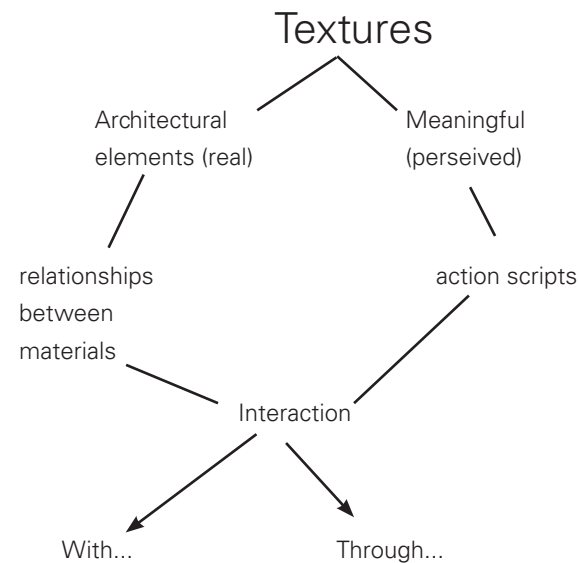 Textures
Architectural
elements (real)
Meaningful
(perseived)
relationships
between
materials
action scripts
Interaction
With...
Through...